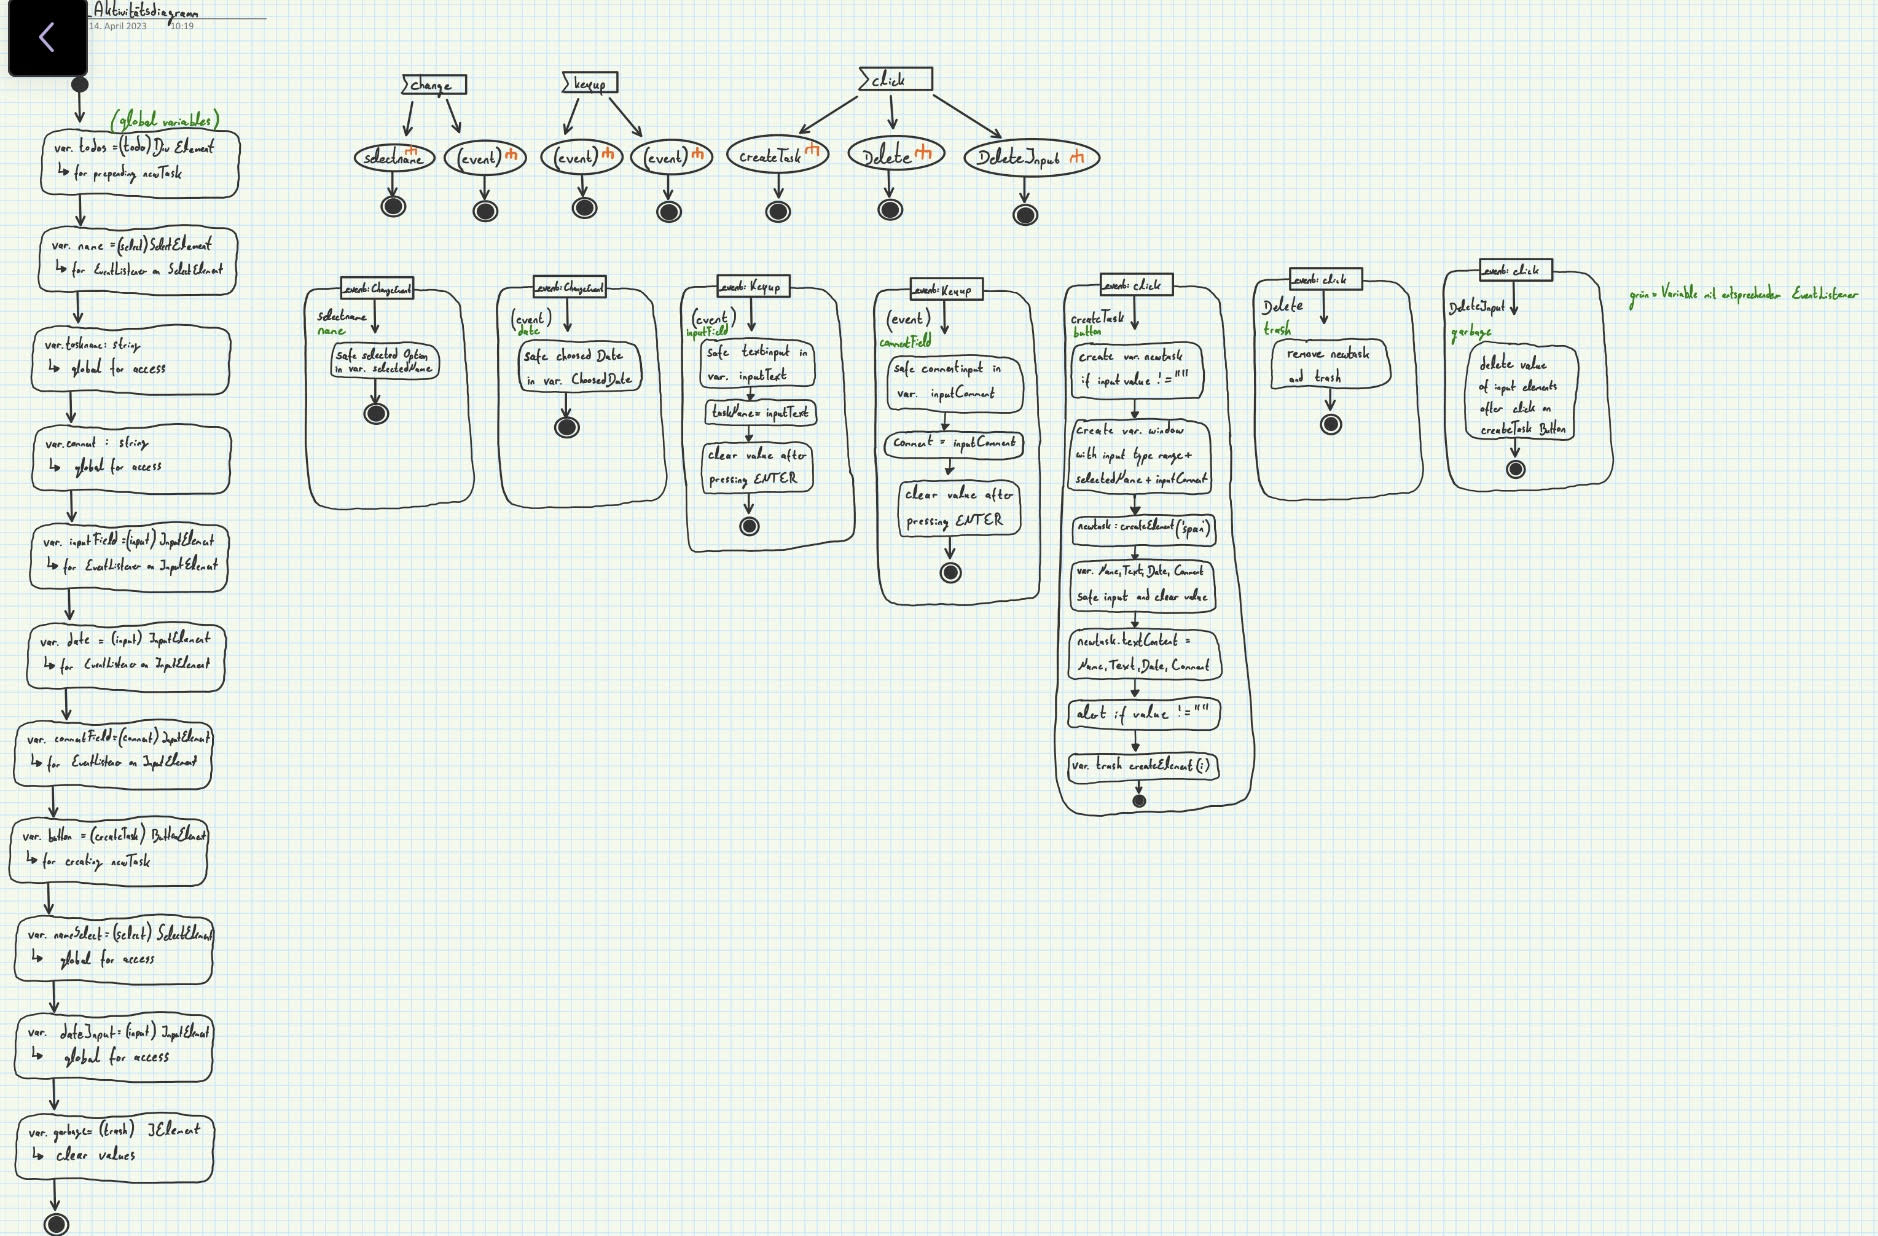 Aktivitätsdiagramm
14. April 2023 10:19
(global variables)
var. todos =(todo) Div Element
↳ for prepending newTask
var. name =(select) SelectElement
↳ for EventListener on SelectElement
var. taskname: string
↳ global for access
var. comment : string
↳ global for access
var. inputField =(input) InputElement
↳ for EventListener on InputElement
var. date = (input) InputElement
↳ for EventListener on InputElement
var. commentField=(comment) InputElement
↳ for EventListener on InputElement
var. button = (createTask) ButtonElement
↳ for creating newTask
var. nameSelect = (select) SelectElement
↳ global for access
var. dateInput = (input) InputElement
↳ global for access
var. garbage= (trash) IElement
↳ clear values
change
selectname
(event)
keyup
(event)
(event)
click
createTask
Delete
DeleteInput
event: ChangeEvent
selectname
name
safe selected Option
in var. selectedName
event: ChangeEvent
(event)
date
safe choosed Date
in var. ChoosedDate
event: Keyup
(event)
inputField
safe textinput in
var. inputText
taskName= inputText
clear value after
pressing ENTER
event: Keyup
(event)
commentField
safe commentinput in
var. inputComment
Comment = inputComment
clear value after
pressing ENTER
event: click
createTask
button
create var. newtask
if input value !=""
Create var. window
with input type range +
selectedName + inputComment
newtask: createElement('span')
var. Name, Text, Date, Comment
safe input and clear value
newtask.textContent =
Name, Text, Date, Comment
alert if value !=""
var. trash createElement(i)
event: click
Delete
trash
remove newtask
and trash
event: click
DeleteInput
garbage
delete value
of input elements
after click on
createTask Button
grün = Variable mit entsprechendem EventListener